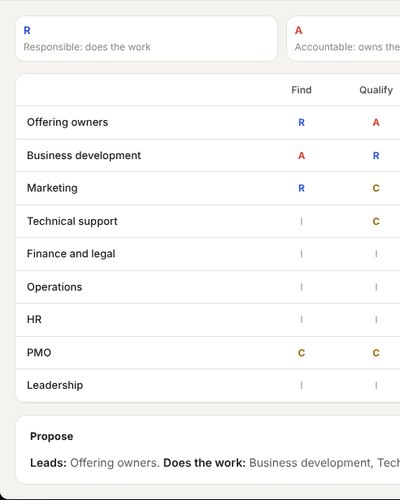 R A
Responsible: does the work Accountable: owns the
Find Qualify
Offering owners R A
Business development A R
Marketing R C
Technical support I C
Finance and legal I I
Operations I I
HR I I
PMO C C
Leadership I I
Propose
Leads: Offering owners. Does the work: Business development, Tech